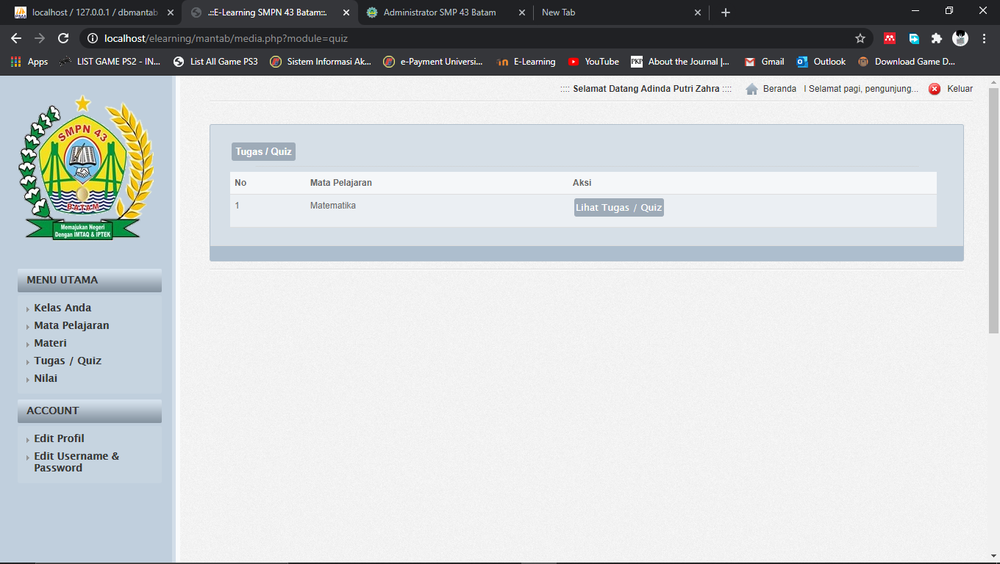 localhost / 127.0.0.1 / dbmantab
.::E-Learning SMPN 43 Batam::.
Administrator SMP 43 Batam
New Tab
localhost/elearning/mantab/media.php?module=quiz
Apps
LIST GAME PS2 - IN...
List All Game PS3
Sistem Informasi Ak...
e-Payment Universi...
E-Learning
YouTube
About the Journal |...
Gmail
Outlook
Download Game D...
:::: Selamat Datang Adinda Putri Zahra ::::
Beranda
I Selamat pagi, pengunjung...
Keluar
SMPN 43
BATAM
Memajukan Negeri
Dengan IMTAQ & IPTEK
Tugas / Quiz
No Mata Pelajaran Aksi
1 Matematika Lihat Tugas / Quiz
MENU UTAMA
Kelas Anda
Mata Pelajaran
Materi
Tugas / Quiz
Nilai
ACCOUNT
Edit Profil
Edit Username &
Password